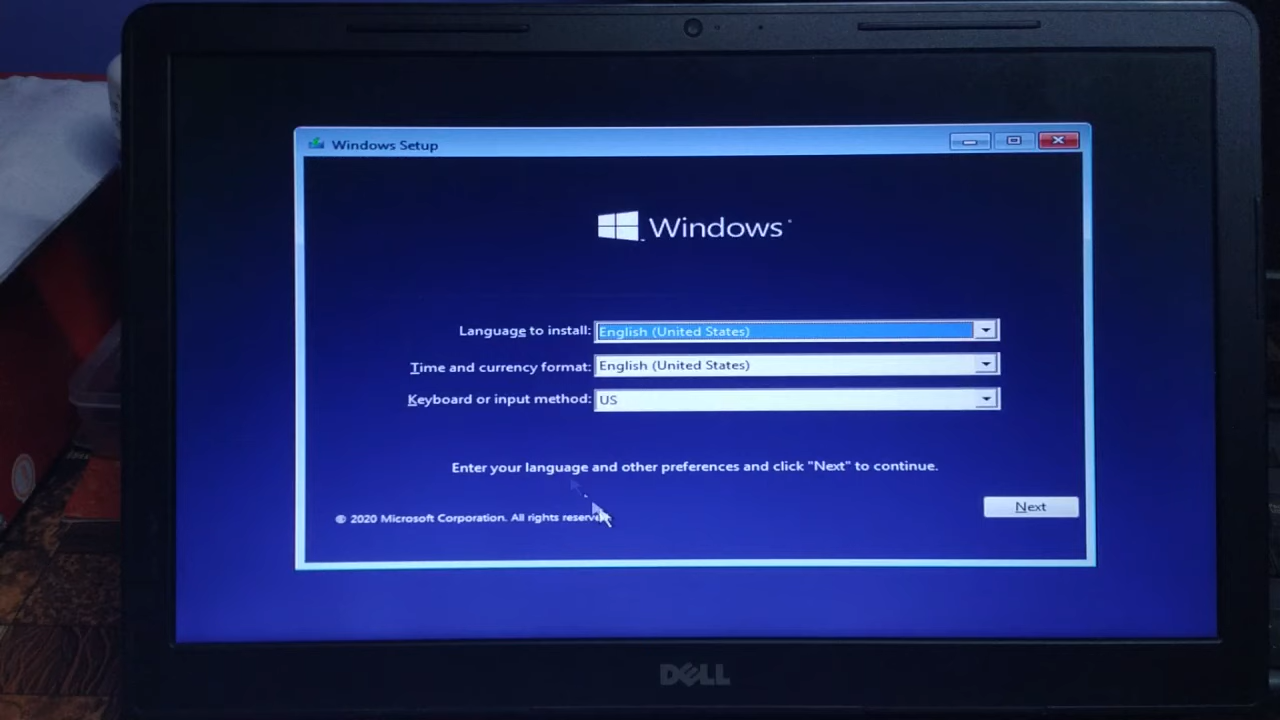 Windows Setup
Windows
Language to install: English (United States)
Time and currency format: English (United States)
Keyboard or input method: US
Enter your language and other preferences and click "Next" to continue.
© 2020 Microsoft Corporation. All rights reserved.
Next
DELL